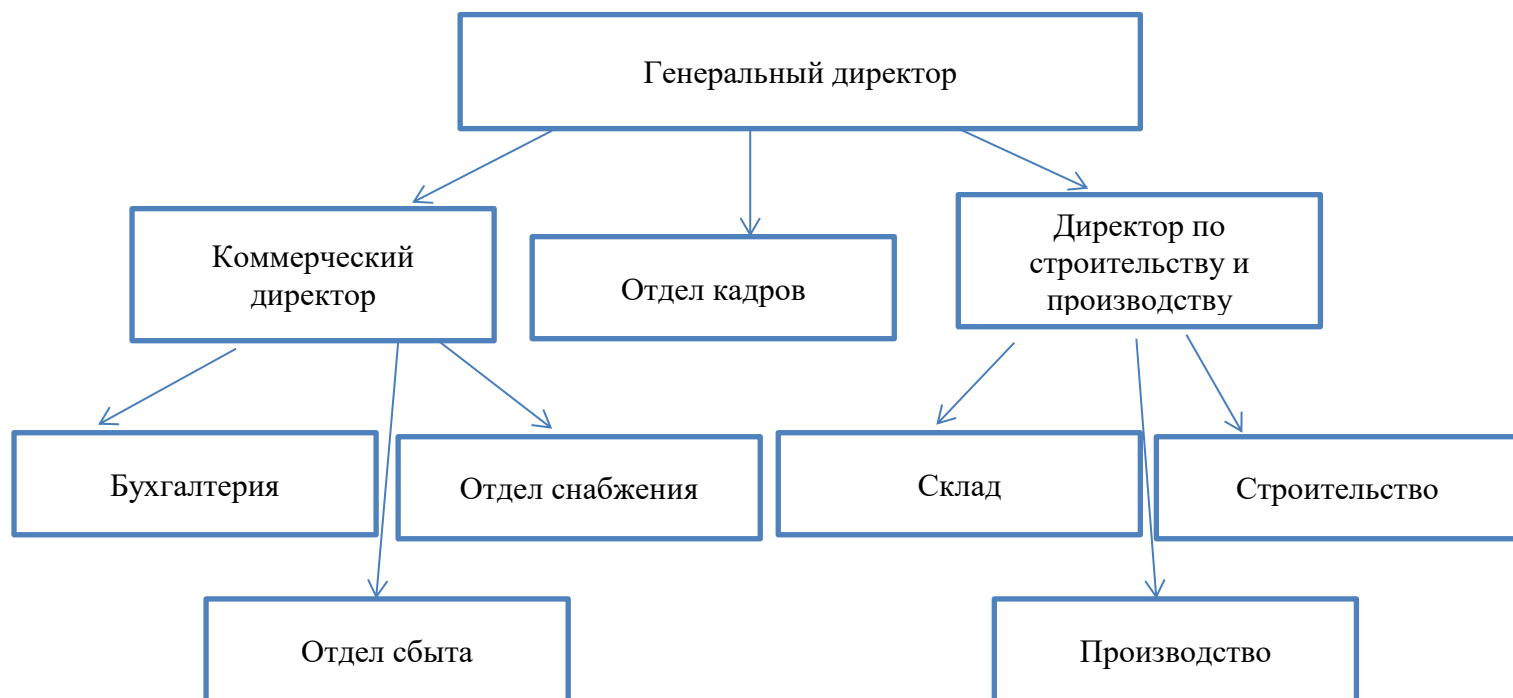 Генеральный директор
Коммерческий
директор
Отдел кадров
Директор по
строительству и
производству
Бухгалтерия
Отдел снабжения
Склад
Строительство
Отдел сбыта
Производство